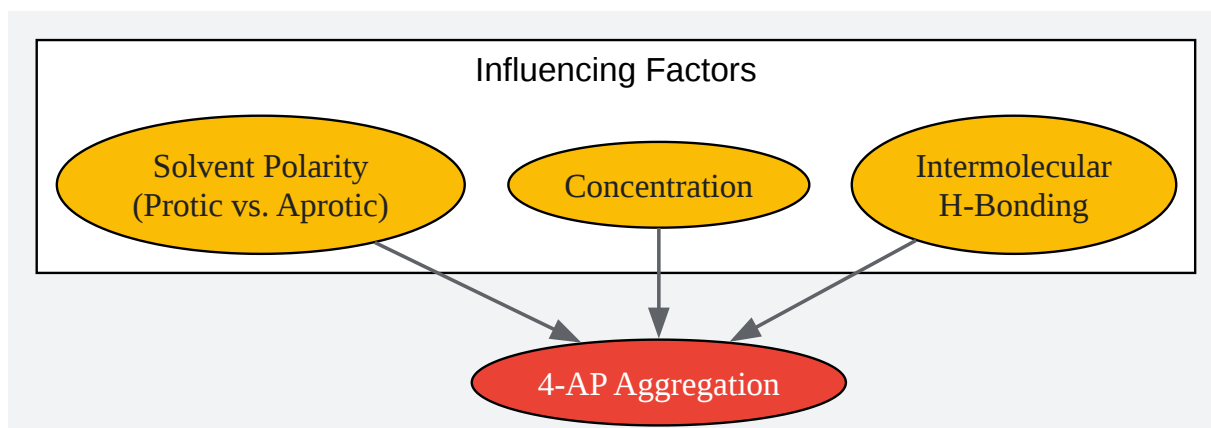 Influencing Factors
Solvent Polarity
(Protic vs. Aprotic)
Concentration
Intermolecular
H-Bonding
4-AP Aggregation